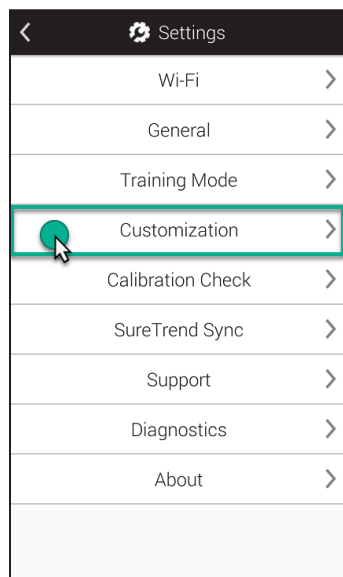 Settings
Wi-Fi
General
Training Mode
Customization
Calibration Check
SureTrend Sync
Support
Diagnostics
About